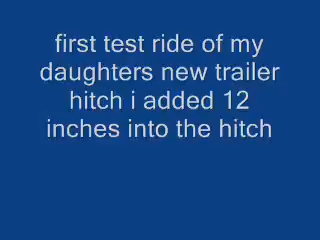 first test ride of my
daughters new trailer
hitch i added 12
inches into the hitch